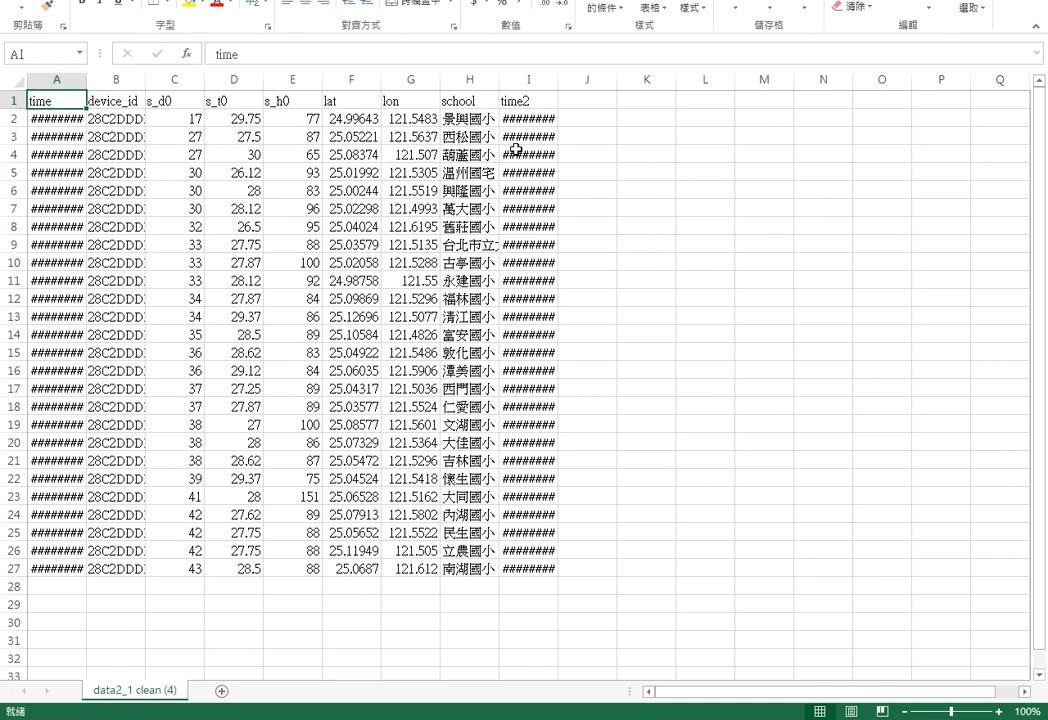 的條件 表格 樣式 清除 選取
剪貼簿 字型 對齊方式 數值 樣式 儲存格 編輯
A1 fx time
A B C D E F G H I J K L M N O P Q
1 time device_id s_d0 s_t0 s_h0 lat lon school time2
2 ######## 28C2DDD 17 29.75 77 24.99643 121.5483 景興國小 ########
3 ######## 28C2DDD 27 27.5 87 25.05221 121.5637 西松國小 ########
4 ######## 28C2DDD 27 30 65 25.08374 121.507 葫蘆國小 ########
5 ######## 28C2DDD 30 26.12 93 25.01992 121.5305 溫州國宅 ########
6 ######## 28C2DDD 30 28 83 25.00244 121.5519 興隆國小 ########
7 ######## 28C2DDD 30 28.12 96 25.02298 121.4993 萬大國小 ########
8 ######## 28C2DDD 32 26.5 95 25.04024 121.6195 舊莊國小 ########
9 ######## 28C2DDD 33 27.75 88 25.03579 121.5135 台北市立 ########
10 ######## 28C2DDD 33 27.87 100 25.02058 121.5288 古亭國小 ########
11 ######## 28C2DDD 33 28.12 92 24.98758 121.55 永建國小 ########
12 ######## 28C2DDD 34 27.87 84 25.09869 121.5296 福林國小 ########
13 ######## 28C2DDD 34 29.37 86 25.12696 121.5077 清江國小 ########
14 ######## 28C2DDD 35 28.5 89 25.10584 121.4826 富安國小 ########
15 ######## 28C2DDD 36 28.62 83 25.04922 121.5486 敦化國小 ########
16 ######## 28C2DDD 36 29.12 84 25.06035 121.5906 潭美國小 ########
17 ######## 28C2DDD 37 27.25 89 25.04317 121.5036 西門國小 ########
18 ######## 28C2DDD 37 27.87 89 25.03577 121.5524 仁愛國小 ########
19 ######## 28C2DDD 38 27 100 25.08577 121.5601 文湖國小 ########
20 ######## 28C2DDD 38 28 86 25.07329 121.5364 大佳國小 ########
21 ######## 28C2DDD 38 28.62 87 25.05472 121.5296 吉林國小 ########
22 ######## 28C2DDD 39 29.37 75 25.04524 121.5418 懷生國小 ########
23 ######## 28C2DDD 41 28 151 25.06528 121.5162 大同國小 ########
24 ######## 28C2DDD 42 27.62 89 25.07913 121.5802 內湖國小 ########
25 ######## 28C2DDD 42 27.75 88 25.05652 121.5522 民生國小 ########
26 ######## 28C2DDD 42 27.75 88 25.11949 121.505 立農國小 ########
27 ######## 28C2DDD 43 28.5 88 25.0687 121.612 南湖國小 ########
28
29
30
31
32
33
data2_1 clean (4)
就緒 100%